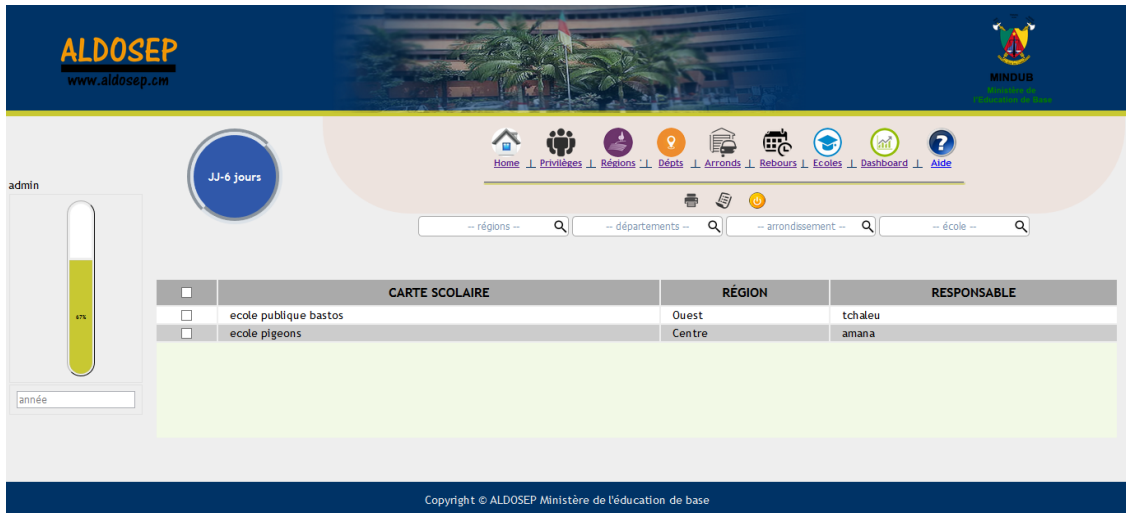 ALDOSEP
www.aldosep.cm
MINDUB
Ministère de
l'Education de Base
JJ-6 jours
Home | Privilèges | Régions | Dépts | Arronds | Rebours | Ecoles | Dashboard | Aide
admin
-- régions -- -- départements -- -- arrondissement -- -- école --
CARTE SCOLAIRE RÉGION RESPONSABLE
ecole publique bastos Ouest tchaleu
ecole pigeons Centre amana
67%
année
Copyright © ALDOSEP Ministère de l'éducation de base